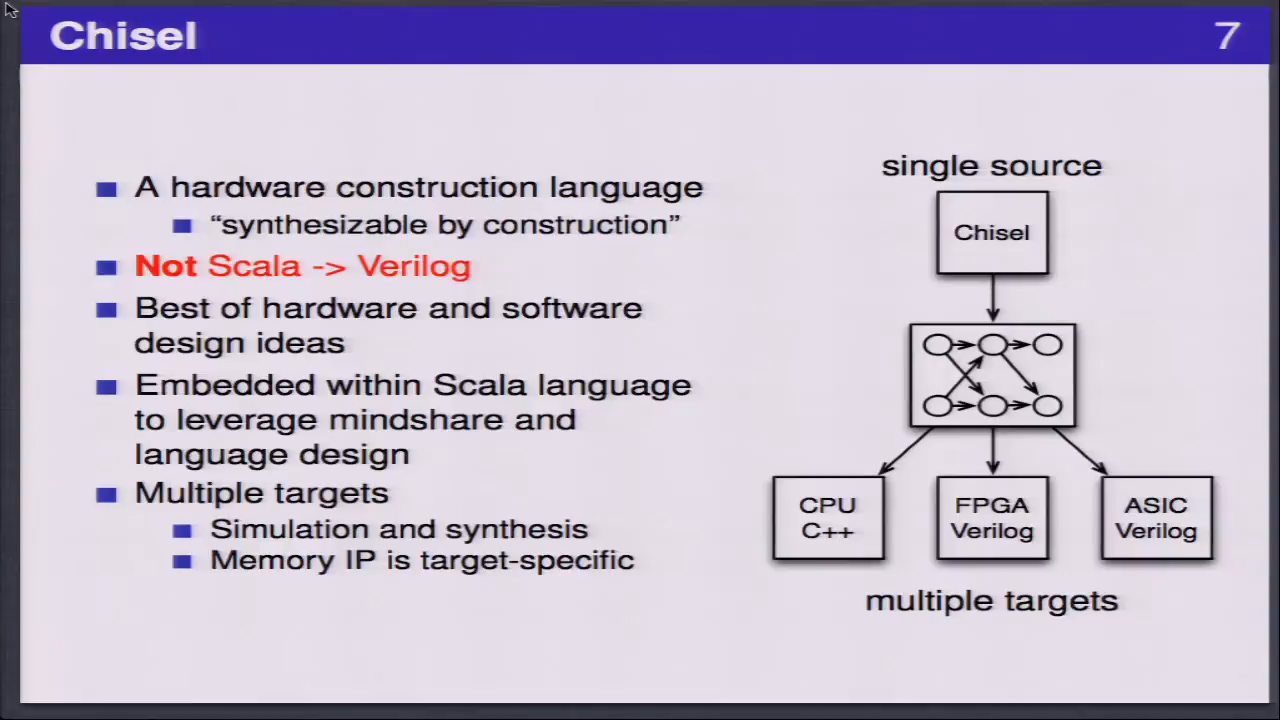 Chisel
7
A hardware construction language
“synthesizable by construction”
Not Scala -> Verilog
Best of hardware and software
design ideas
Embedded within Scala language
to leverage mindshare and
language design
Multiple targets
Simulation and synthesis
Memory IP is target-specific
single source
Chisel
CPU
C++
FPGA
Verilog
ASIC
Verilog
multiple targets